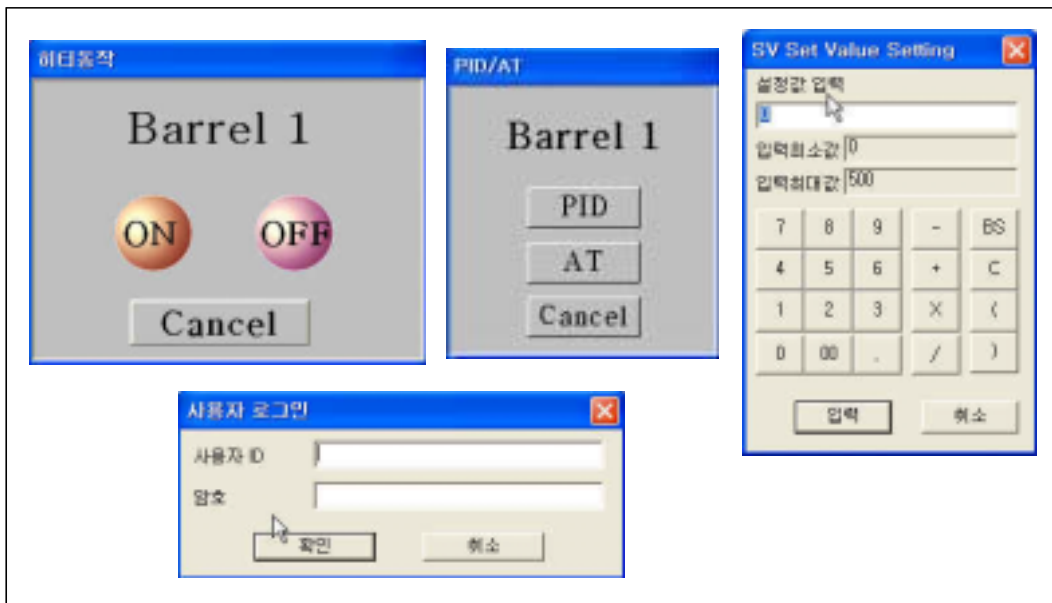 히터동작
Barrel 1
ON
OFF
Cancel
PID/AT
Barrel 1
PID
AT
Cancel
SV Set Value Setting
설정값 입력
0
입력최소값 0
입력최대값 500
7 8 9 - BS
4 5 6 + C
1 2 3 X (
0 00 . / )
입력 취소
사용자 로그인
사용자 ID
암호
확인 취소